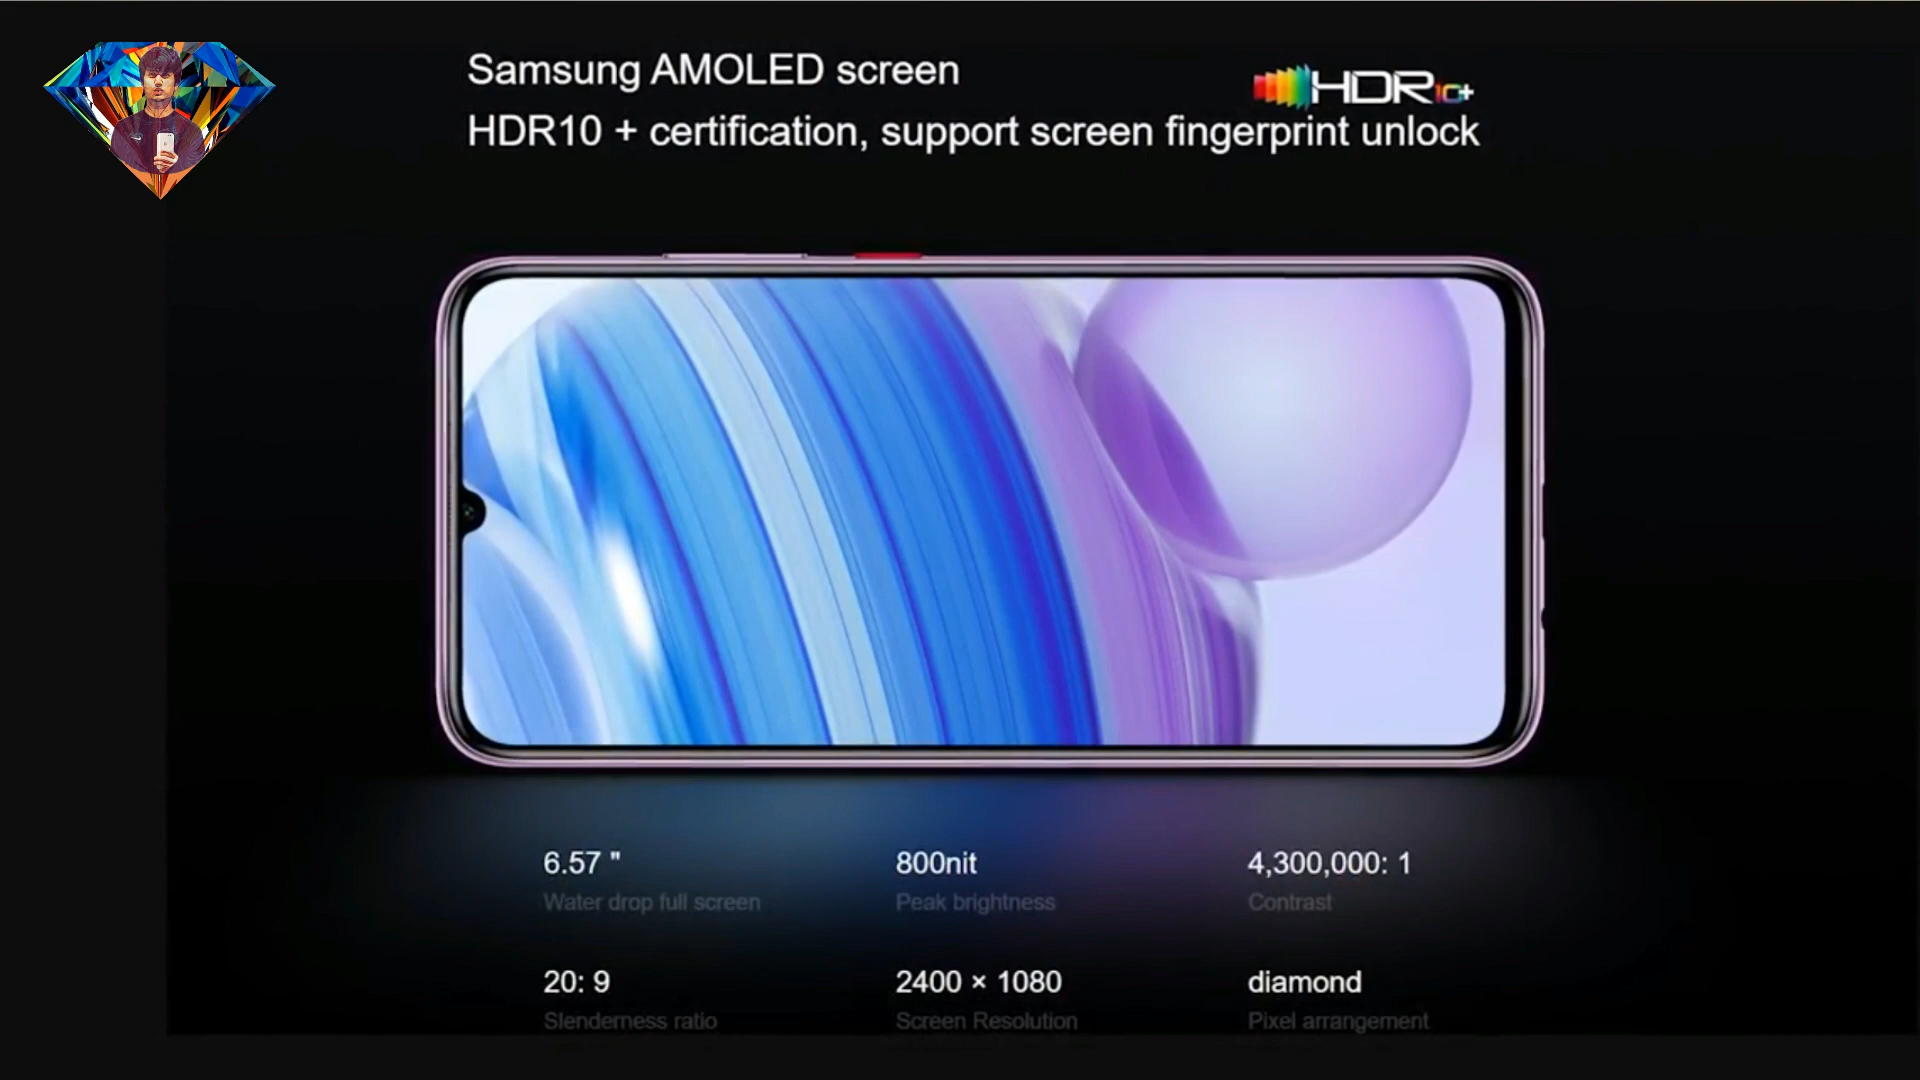 Samsung AMOLED screen
HDR10+
HDR10 + certification, support screen fingerprint unlock
6.57 "
800nit
4,300,000: 1
Water drop full screen
Peak brightness
Contrast
20: 9
2400 × 1080
diamond
Slenderness ratio
Screen Resolution
Pixel arrangement